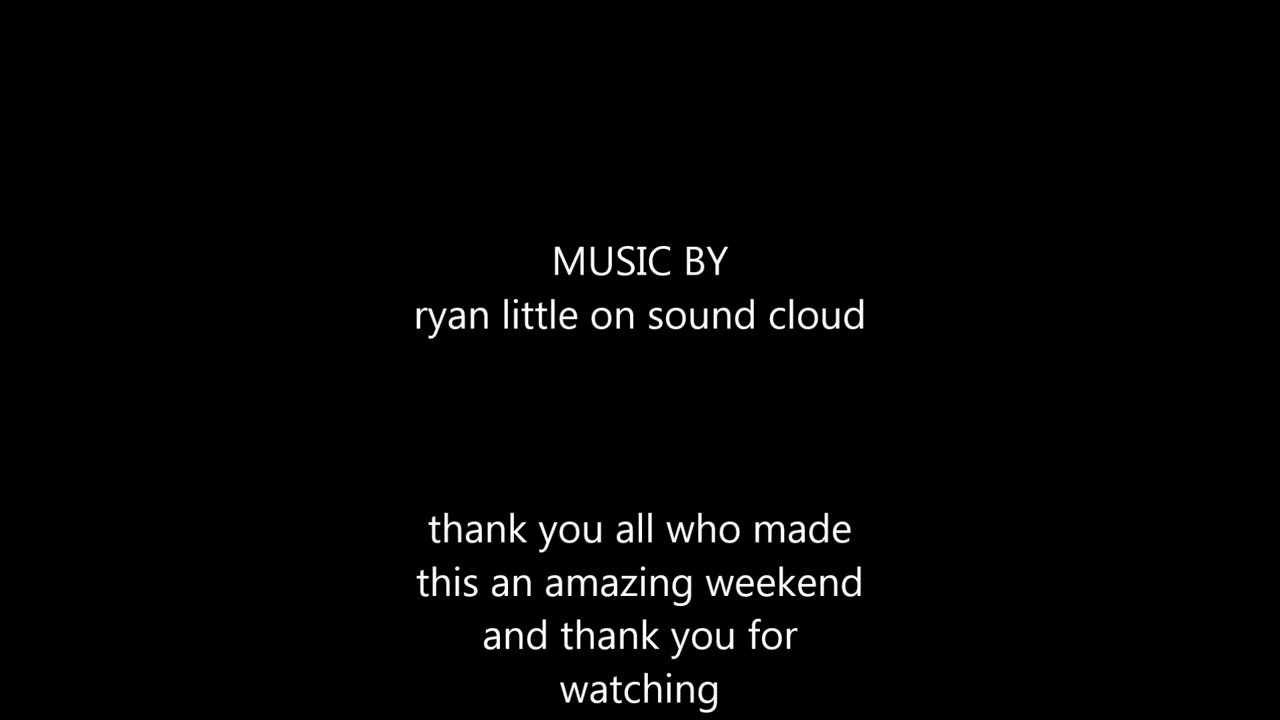 MUSIC BY
ryan little on sound cloud
thank you all who made
this an amazing weekend
and thank you for
watching